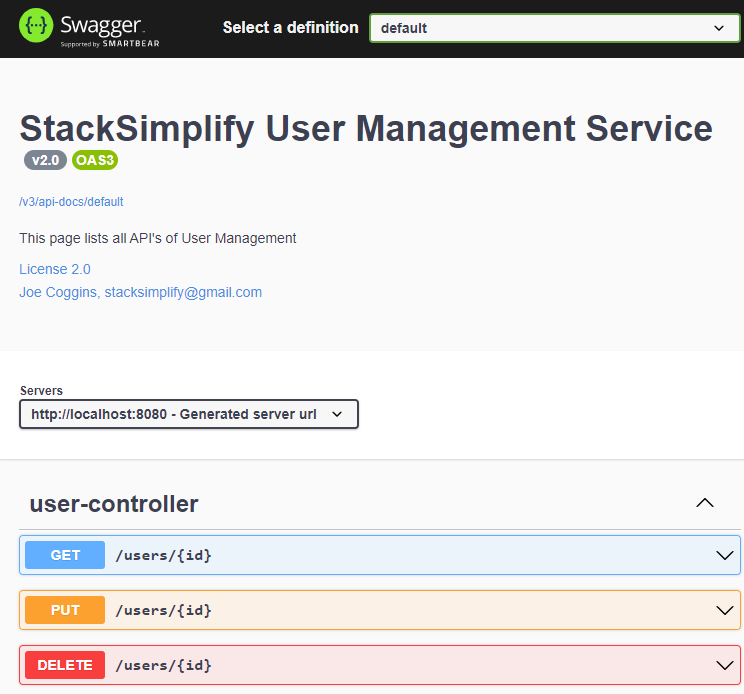 {···} Swagger.
Supported by SMARTBEAR
Select a definition
default
StackSimplify User Management Service
v2.0 OAS3
/v3/api-docs/default
This page lists all API's of User Management
License 2.0
Joe Coggins, stacksimplify@gmail.com
Servers
http://localhost:8080 - Generated server url
user-controller
GET /users/{id}
PUT /users/{id}
DELETE /users/{id}